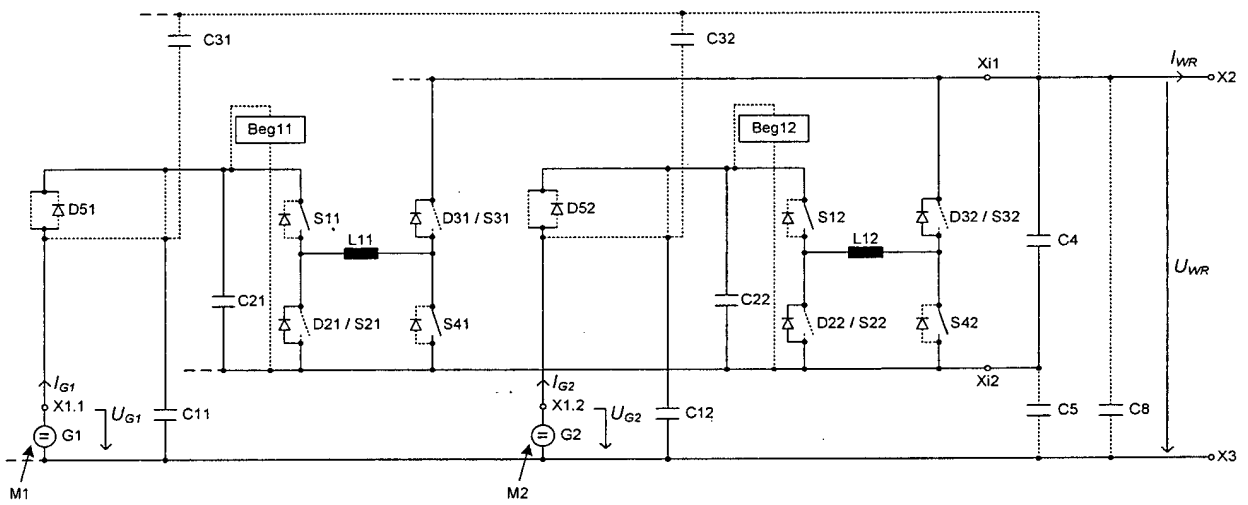 C31
C32
Xi1
I_WR
X2
Beg11
Beg12
D51
S11
D31 / S31
D52
S12
D32 / S32
L11
L12
C4
U_WR
C21
D21 / S21
S41
C22
D22 / S22
S42
Xi2
I_G1
I_G2
X1.1
U_G1
C11
X1.2
U_G2
C12
C5
C8
= G1
= G2
X3
M1
M2